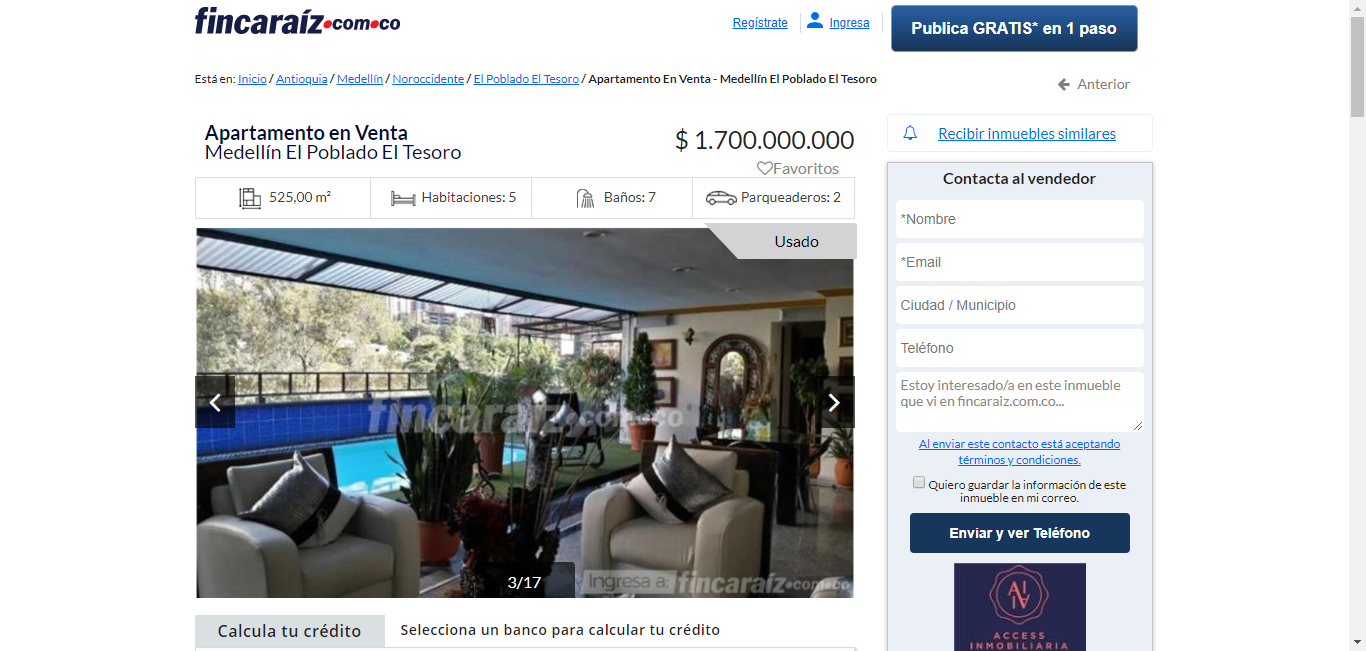 fincaraíz.com.co
Regístrate
Ingresa
Publica GRATIS* en 1 paso
Está en: Inicio / Antioquia / Medellín / Noroccidente / El Poblado El Tesoro / Apartamento En Venta - Medellín El Poblado El Tesoro
Anterior
Apartamento en Venta
Medellín El Poblado El Tesoro
$ 1.700.000.000
Favoritos
525,00 m²
Habitaciones: 5
Baños: 7
Parqueaderos: 2
Usado
fincaraíz.com.co
3/17
Ingresa a: fincaraíz.com.co
Calcula tu crédito
Selecciona un banco para calcular tu crédito
Recibir inmuebles similares
Contacta al vendedor
*Nombre
*Email
Ciudad / Municipio
Teléfono
Estoy interesado/a en este inmueble
que vi en fincaraiz.com.co...
Al enviar este contacto está aceptando
términos y condiciones.
Quiero guardar la información de este
inmueble en mi correo.
Enviar y ver Teléfono
ACCESS
INMOBILIARIA